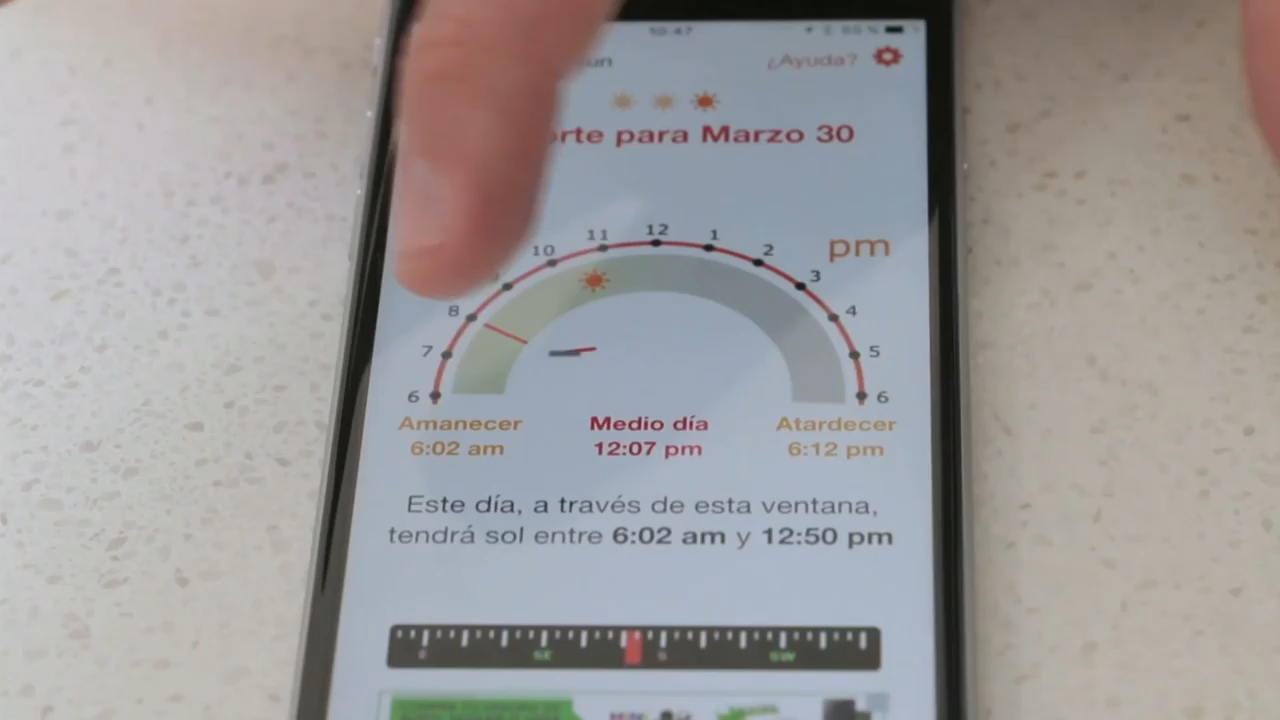 10:47
¿Ayuda?
para Marzo 30
10 11 12 1 2 3 4 5 6
pm
8
7
6
Amanecer Medio día Atardecer
6:02 am 12:07 pm 6:12 pm
Este día, a través de esta ventana,
tendrá sol entre 6:02 am y 12:50 pm
SE SW